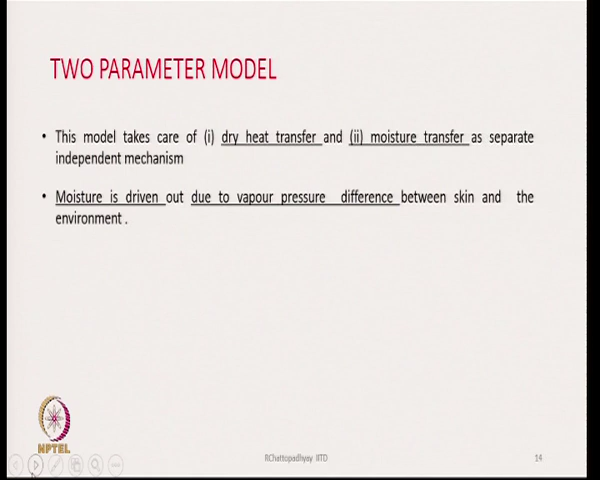 TWO PARAMETER MODEL
• This model takes care of (i) dry heat transfer and (ii) moisture transfer as separate
independent mechanism
• Moisture is driven out due to vapour pressure difference between skin and the
environment .
NPTEL
RChattopadhyay IITD
14